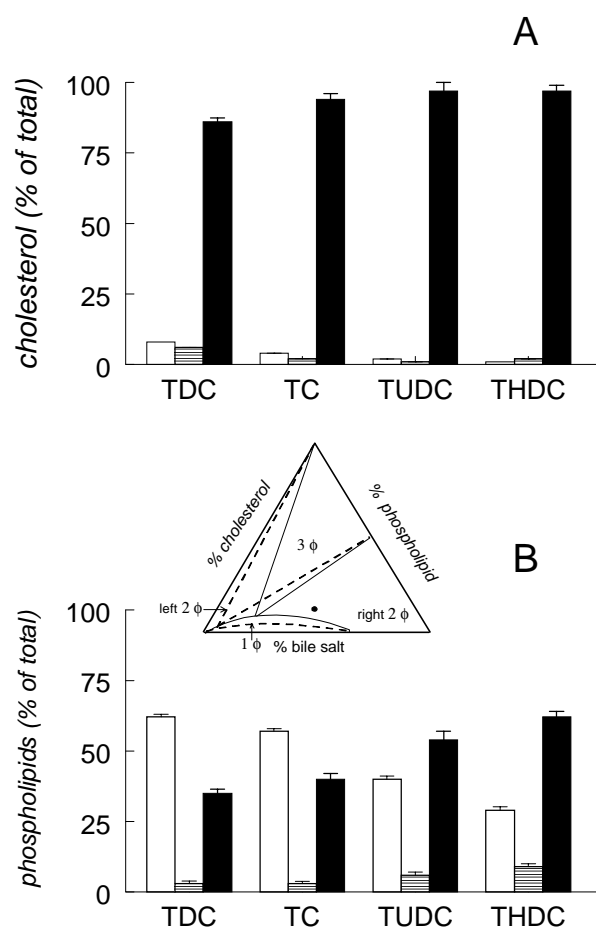 A
cholesterol (% of total)
100
75
50
25
0
TDC TC TUDC THDC
% cholesterol
% phospholipid
3 ϕ
left 2 ϕ
right 2 ϕ
1 ϕ
% bile salt
B
phospholipids (% of total)
100
75
50
25
0
TDC TC TUDC THDC